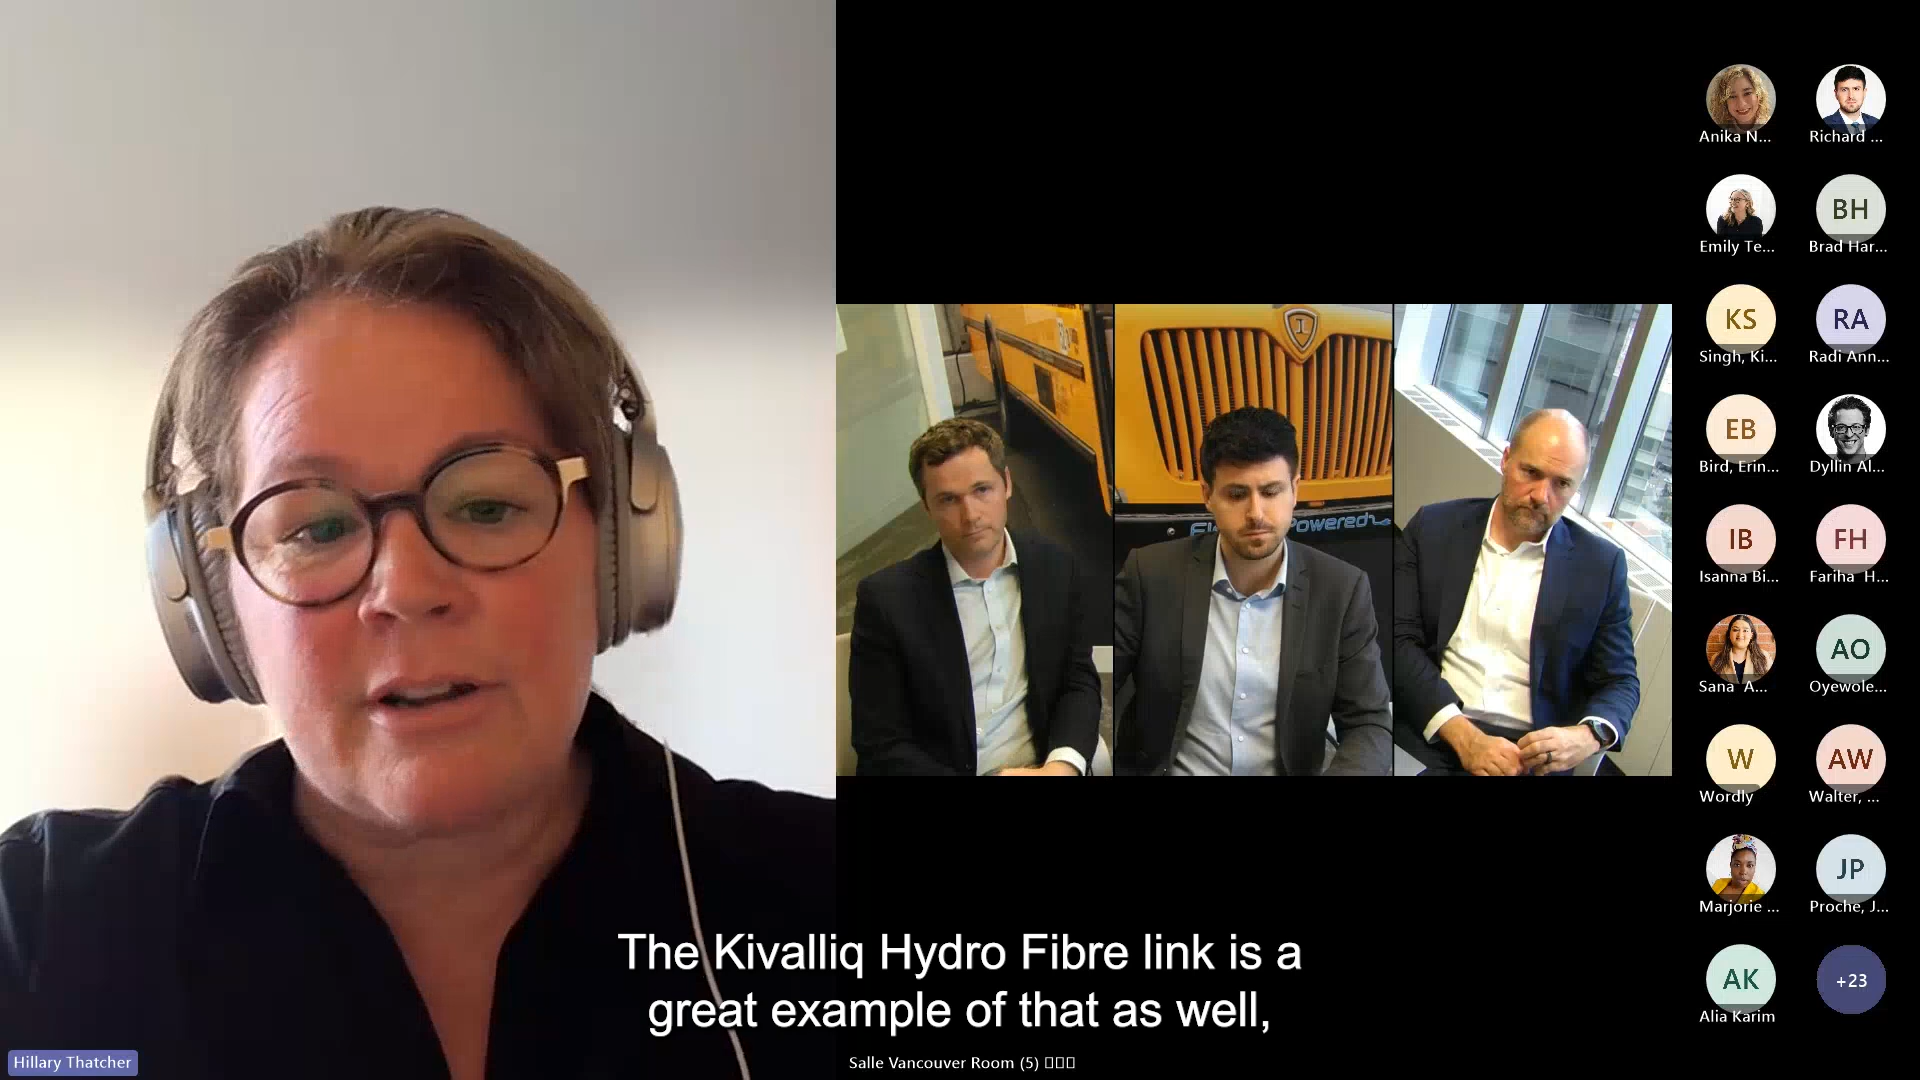 Anika N...
Richard ...
Emily Te...
BH
Brad Har...
KS
Singh, Ki...
RA
Radi Ann...
EB
Bird, Erin...
Dyllin Al...
IB
Isanna Bi...
FH
Fariha H...
Sana A...
AO
Oyewole...
W
Wordly
AW
Walter, ...
Marjorie ...
JP
Proche, J...
AK
Alia Karim
+23
I
Powered
The Kivalliq Hydro Fibre link is a
great example of that as well,
Hillary Thatcher
Salle Vancouver Room (5)